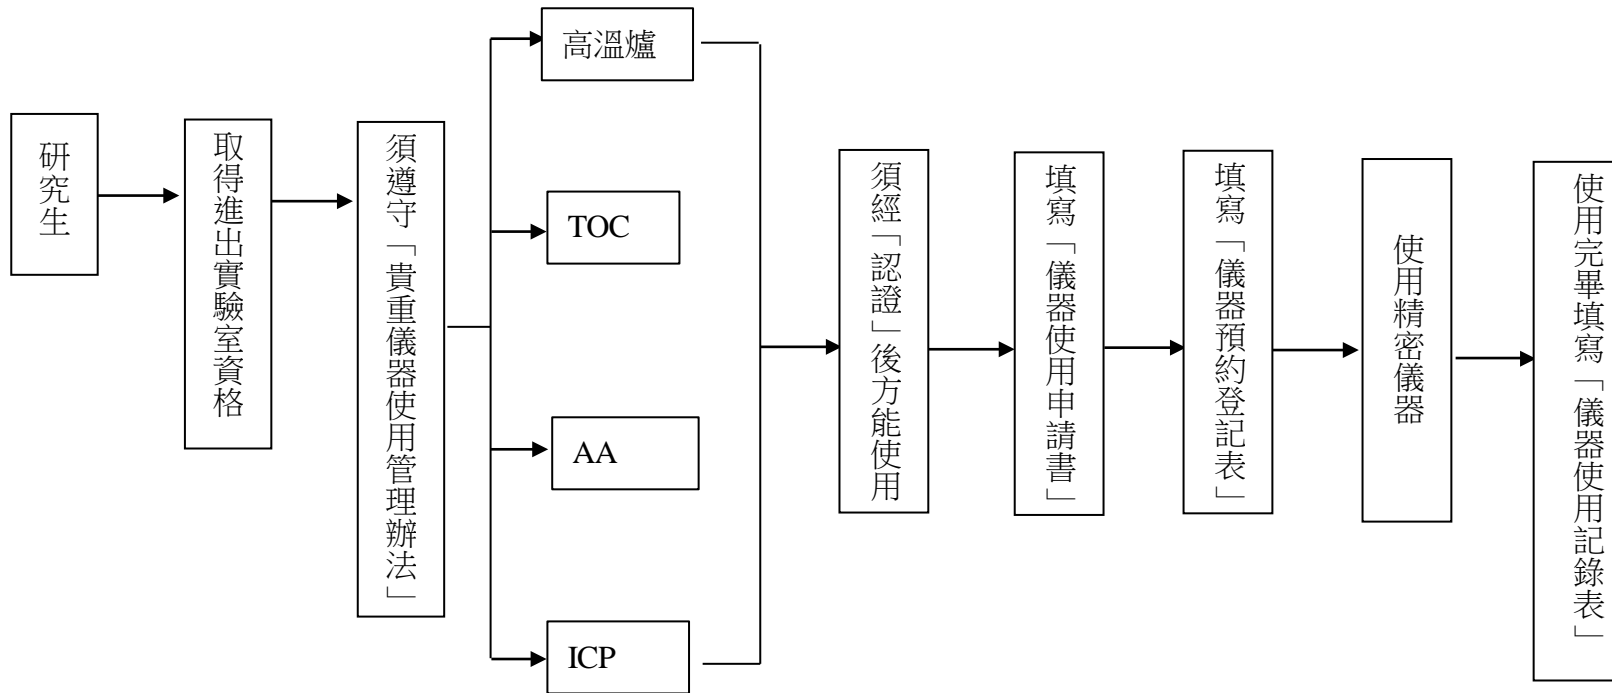 研究生
取得進出實驗室資格
須遵守「貴重儀器使用管理辦法」
高溫爐
TOC
AA
ICP
須經「認證」後方能使用
填寫「儀器使用申請書」
填寫「儀器預約登記表」
使用精密儀器
使用完畢填寫「儀器使用記錄表」